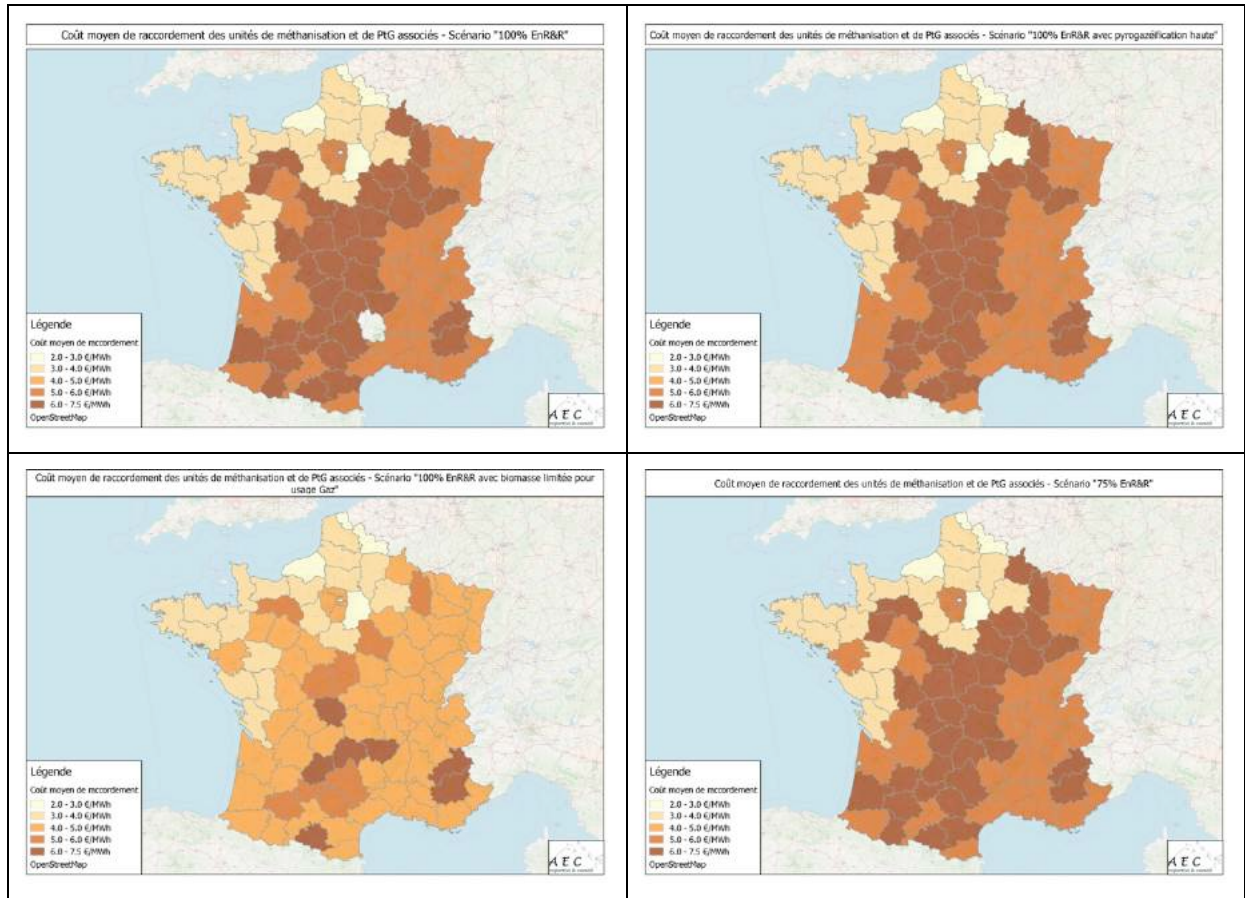 Coût moyen de raccordement des unités de méthanisation et de PtG associés - Scénario "100% EnR&R"
Légende
Coût moyen de raccordement
2.0 - 3.0 €/MWh
3.0 - 4.0 €/MWh
4.0 - 5.0 €/MWh
5.0 - 6.0 €/MWh
6.0 - 7.5 €/MWh
OpenStreetMap
AEC
Coût moyen de raccordement des unités de méthanisation et de PtG associés - Scénario "100% EnR&R avec pyrogazéification haute"
Légende
Coût moyen de raccordement
2.0 - 3.0 €/MWh
3.0 - 4.0 €/MWh
4.0 - 5.0 €/MWh
5.0 - 6.0 €/MWh
6.0 - 7.5 €/MWh
OpenStreetMap
AEC
Coût moyen de raccordement des unités de méthanisation et de PtG associés - Scénario "100% EnR&R avec biomasse limitée pour
usage Gaz"
Légende
Coût moyen de raccordement
2.0 - 3.0 €/MWh
3.0 - 4.0 €/MWh
4.0 - 5.0 €/MWh
5.0 - 6.0 €/MWh
6.0 - 7.5 €/MWh
OpenStreetMap
AEC
Coût moyen de raccordement des unités de méthanisation et de PtG associés - Scénario "75% EnR&R"
Légende
Coût moyen de raccordement
2.0 - 3.0 €/MWh
3.0 - 4.0 €/MWh
4.0 - 5.0 €/MWh
5.0 - 6.0 €/MWh
6.0 - 7.5 €/MWh
OpenStreetMap
AEC